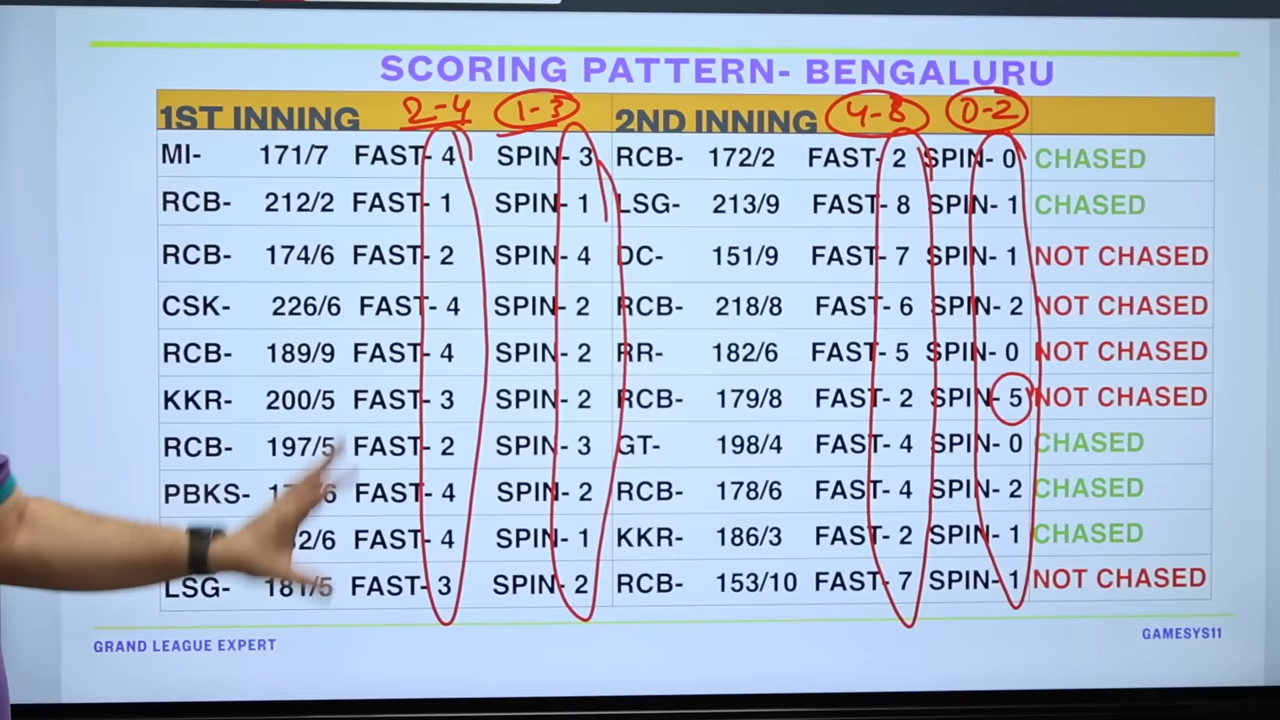 SCORING PATTERN- BENGALURU
1ST INNING 2-4 1-3 2ND INNING 4-8 0-2
MI- 171/7 FAST- 4 SPIN- 3 RCB- 172/2 FAST- 2 SPIN- 0 CHASED
RCB- 212/2 FAST- 1 SPIN- 1 LSG- 213/9 FAST- 8 SPIN- 1 CHASED
RCB- 174/6 FAST- 2 SPIN- 4 DC- 151/9 FAST- 7 SPIN- 1 NOT CHASED
CSK- 226/6 FAST- 4 SPIN- 2 RCB- 218/8 FAST- 6 SPIN- 2 NOT CHASED
RCB- 189/9 FAST- 4 SPIN- 2 RR- 182/6 FAST- 5 SPIN- 0 NOT CHASED
KKR- 200/5 FAST- 3 SPIN- 2 RCB- 179/8 FAST- 2 SPIN- 5 NOT CHASED
RCB- 197/5 FAST- 2 SPIN- 3 GT- 198/4 FAST- 4 SPIN- 0 CHASED
PBKS- FAST- 4 SPIN- 2 RCB- 178/6 FAST- 4 SPIN- 2 CHASED
FAST- 4 SPIN- 1 KKR- 186/3 FAST- 2 SPIN- 1 CHASED
LSG- 181/5 FAST- 3 SPIN- 2 RCB- 153/10 FAST- 7 SPIN- 1 NOT CHASED
GRAND LEAGUE EXPERT GAMESYS11